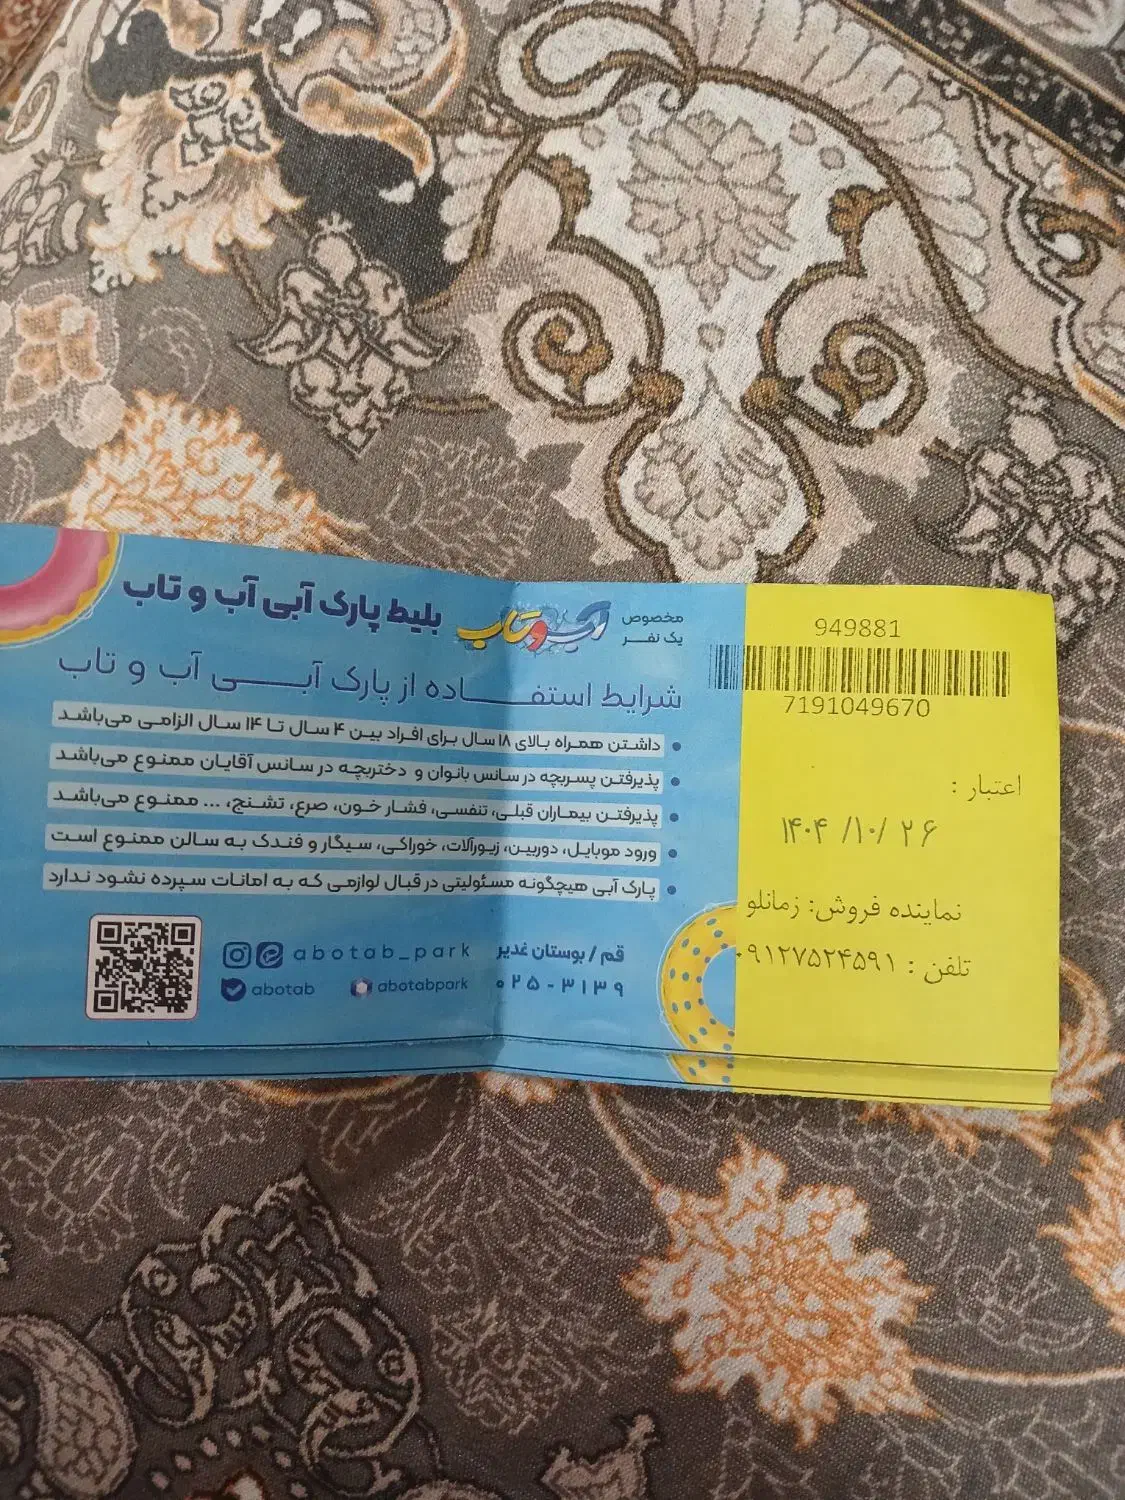 949881
7191049670
اعتبار :
۱۴۰۴ /۱۰/ ۲۶
نماینده فروش: زمانلو
تلفن : ۰۹۱۲۷۵۲۴۵۹۱
مخصوص
یک نفر
آب و تاب
بلیط پارک آبی آب و تاب
شرایط استفاده از پارک آبی آب و تاب
داشتن همراه بالای ۱۸ سال برای افراد بین ۴ سال تا ۱۴ سال الزامی می‌باشد
پذیرفتن پسربچه در سانس بانوان و دختربچه در سانس آقایان ممنوع می‌باشد
پذیرفتن بیماران قبلی، تنفسی، فشار خون، صرع، تشنج، ... ممنوع می‌باشد
ورود موبایل، دوربین، زیورآلات، خوراکی، سیگار و فندک به سالن ممنوع است
پارک آبی هیچگونه مسئولیتی در قبال لوازمی که به امانات سپرده نشود ندارد
قم / بوستان غدیر
۰۲۵ - ۳۱۳۹
abotab_park
abotab
abotabpark